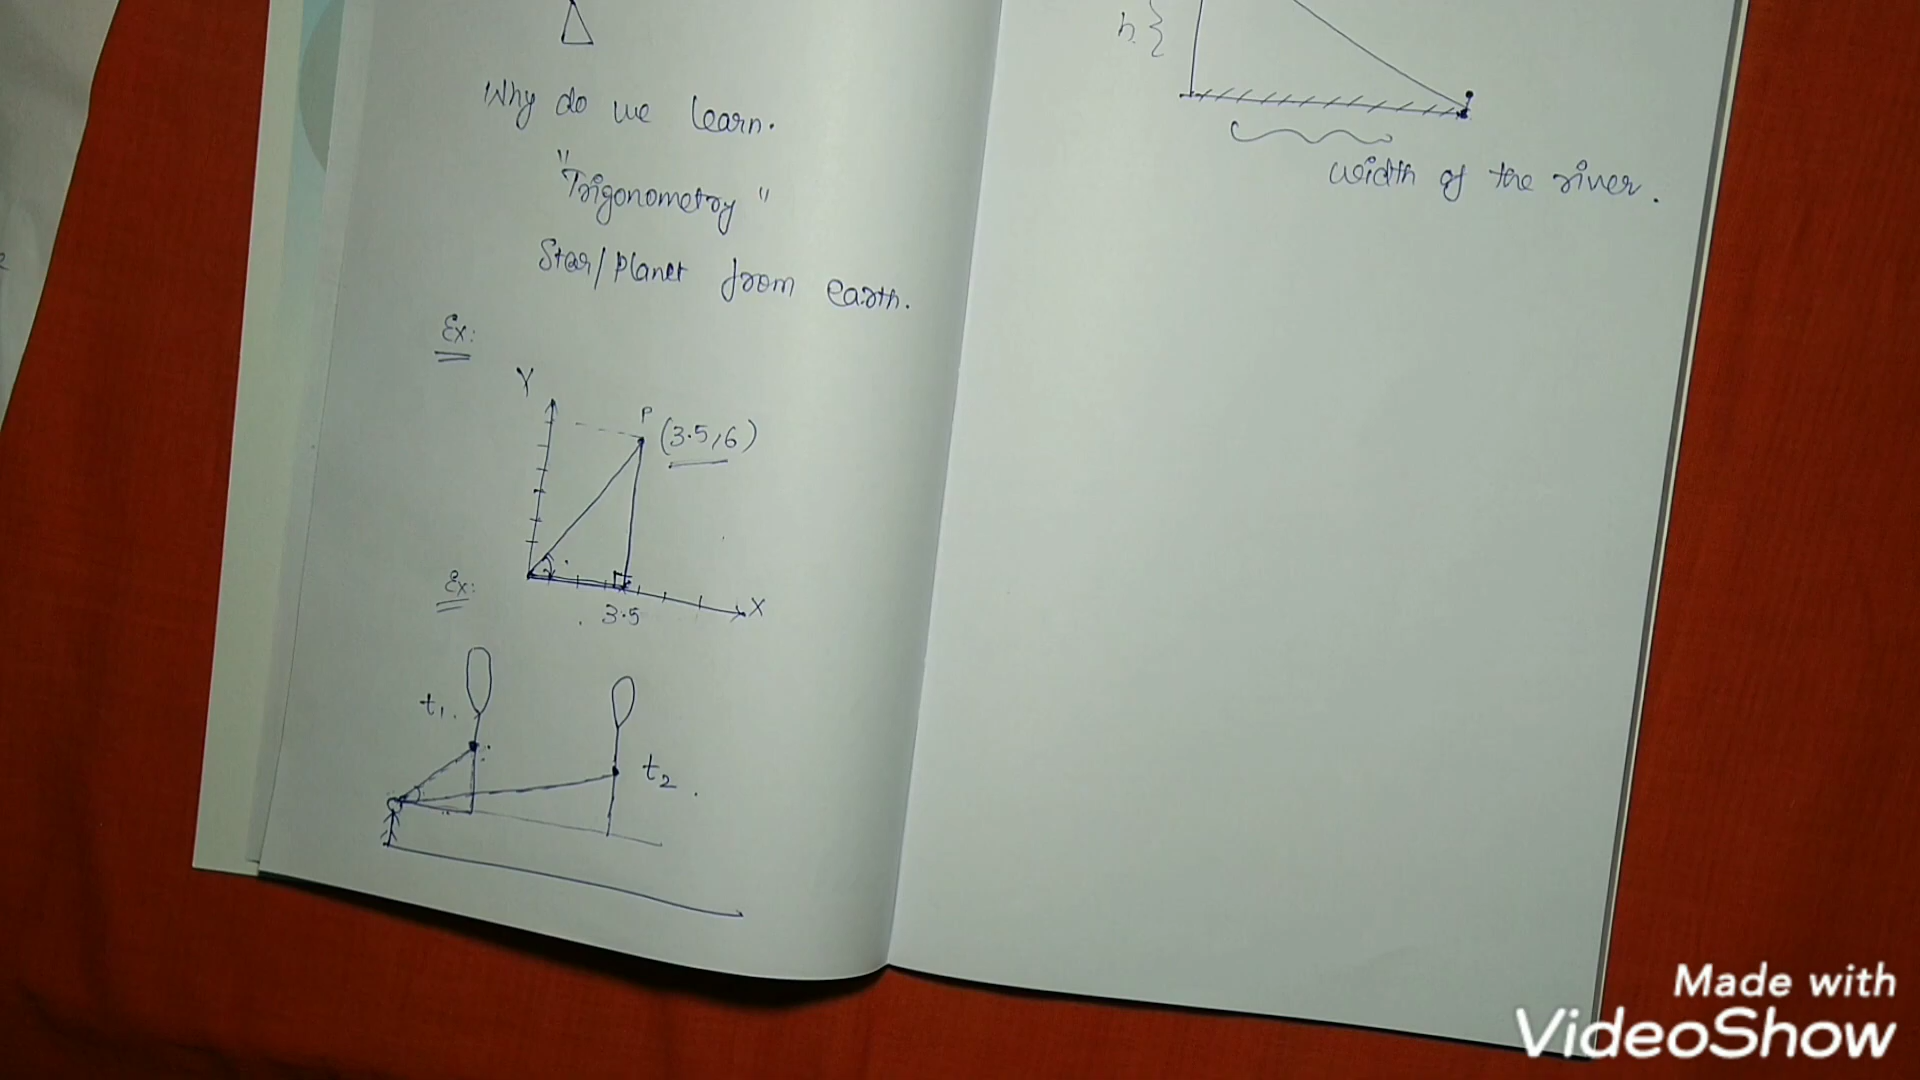 Why do we learn.
"Trigonometry"
Star/Planet from earth.
Ex:
Y
P (3.5,6)
X
3.5
Ex:
t1.
t2.
h
width of the river.
Made with
VideoShow